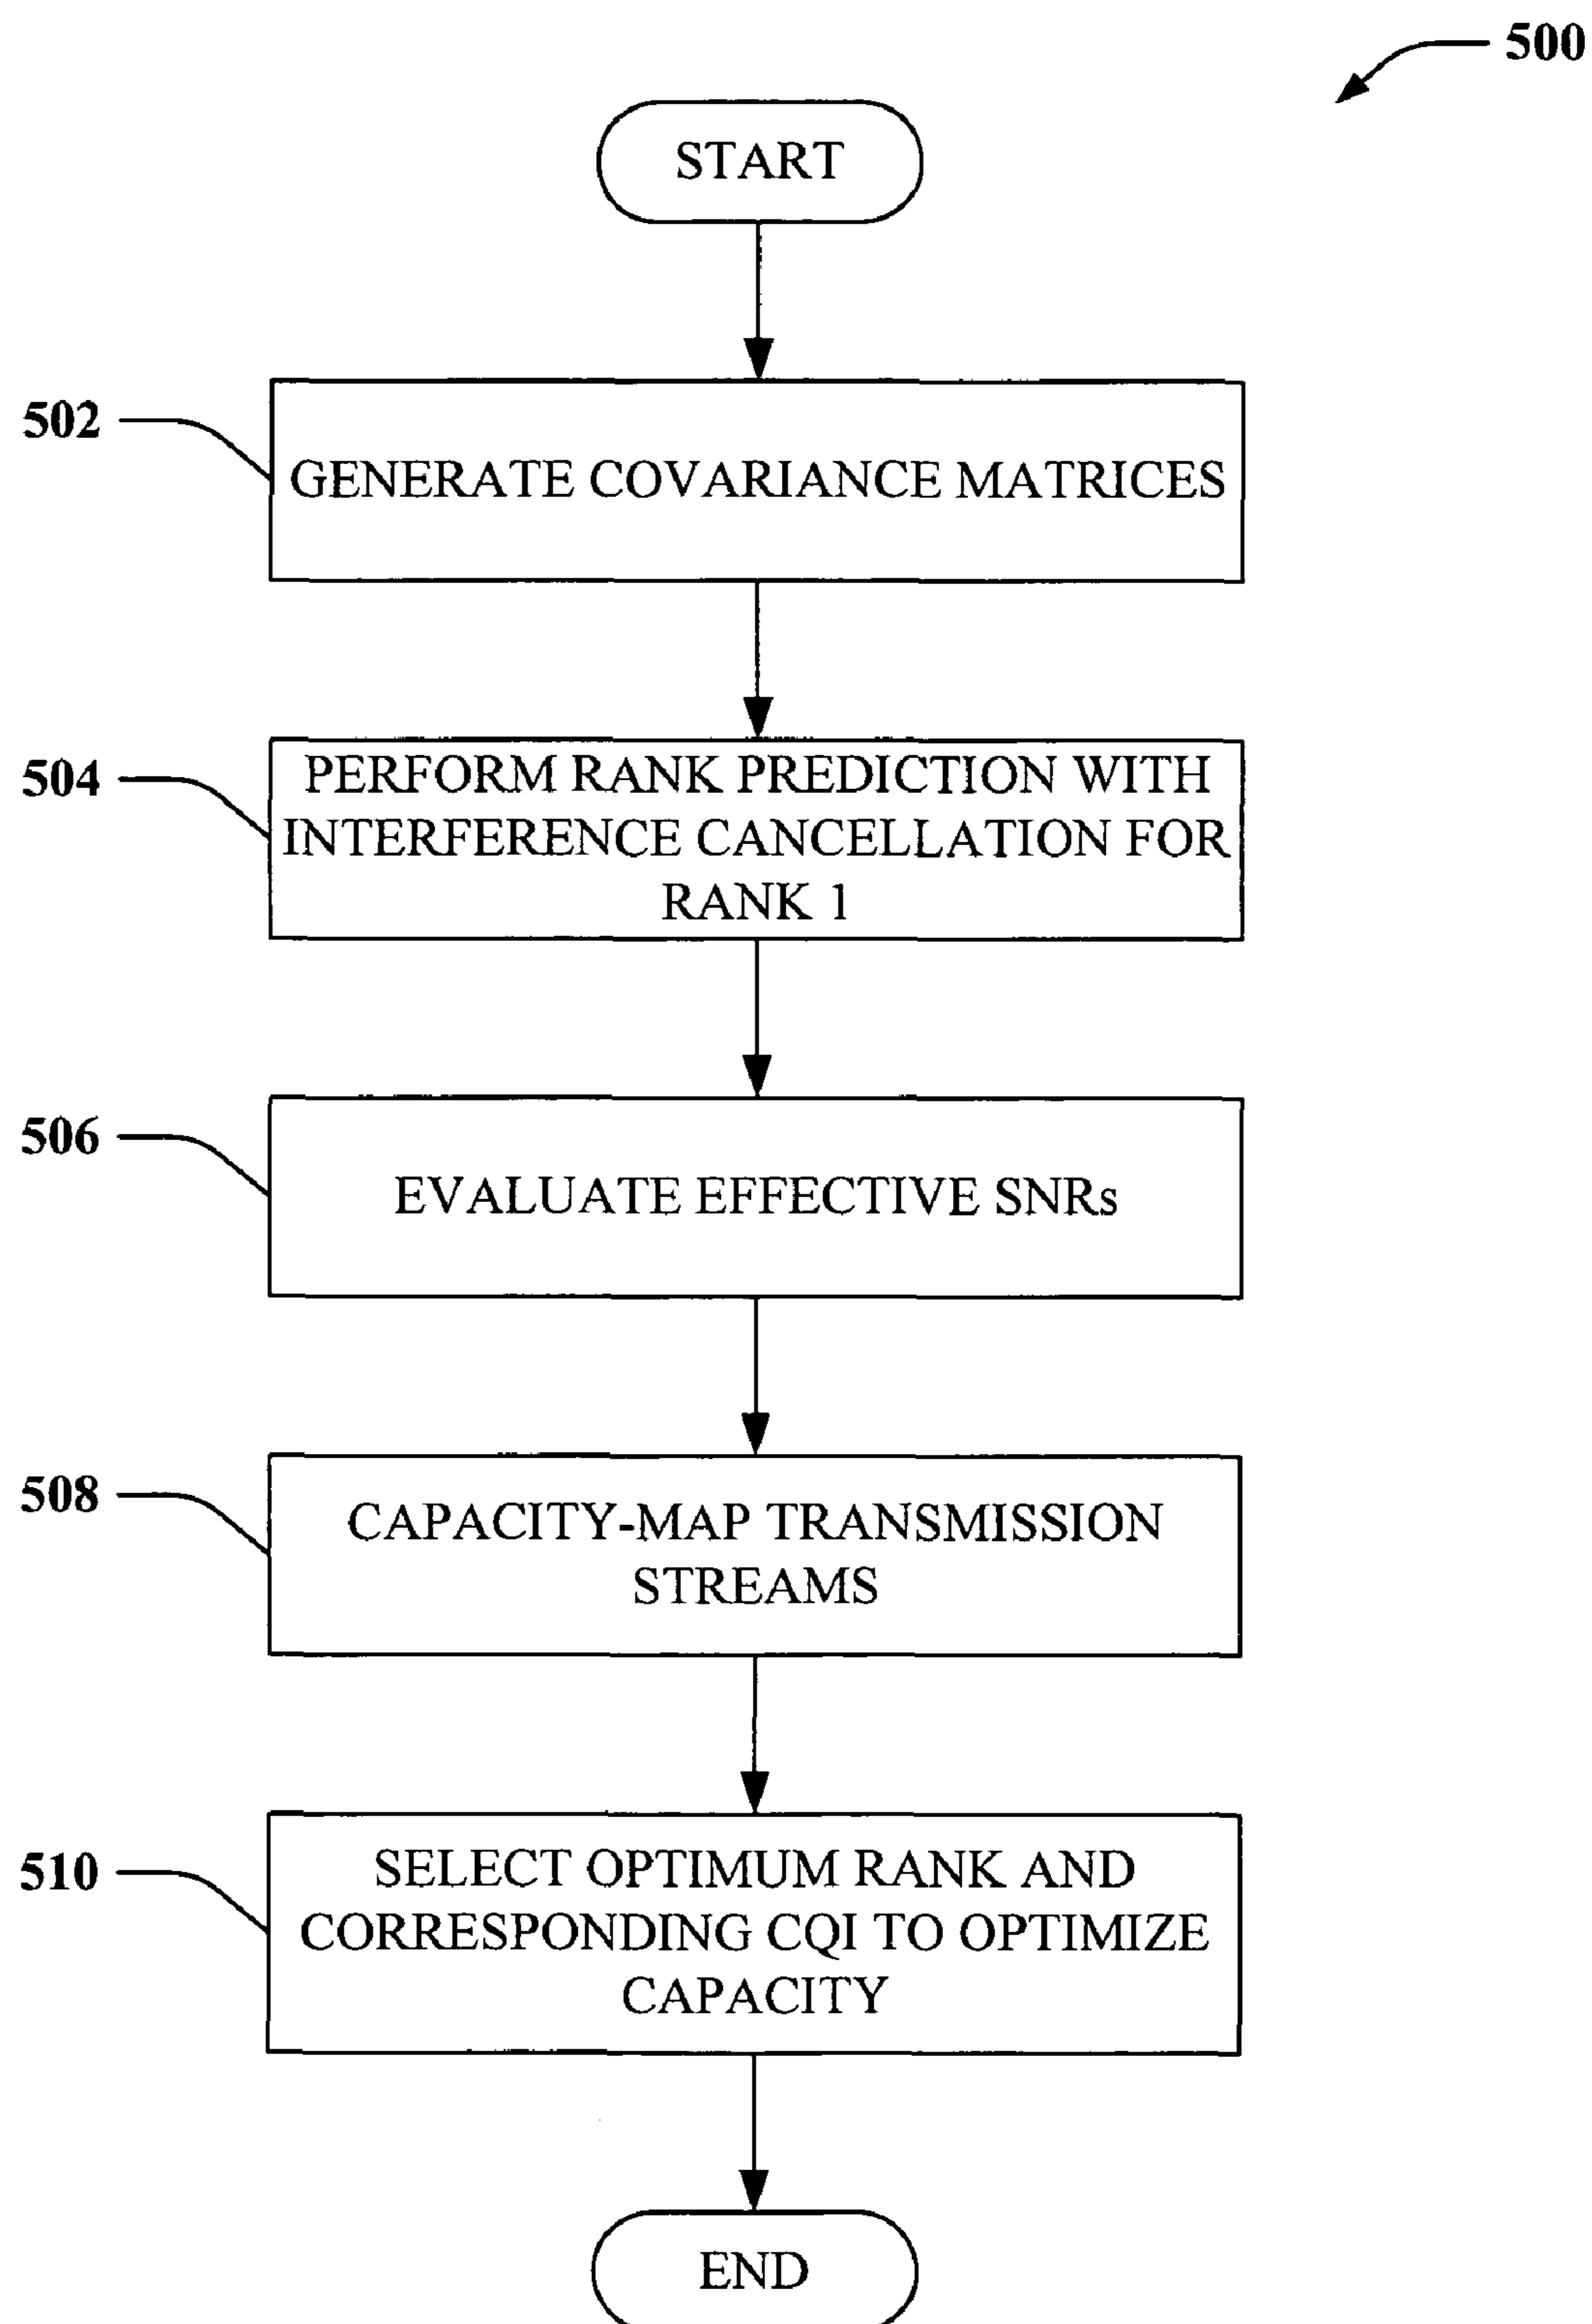 500
START
502
GENERATE COVARIANCE MATRICES
504
PERFORM RANK PREDICTION WITH
INTERFERENCE CANCELLATION FOR
RANK 1
506
EVALUATE EFFECTIVE SNRs
508
CAPACITY-MAP TRANSMISSION
STREAMS
510
SELECT OPTIMUM RANK AND
CORRESPONDING CQI TO OPTIMIZE
CAPACITY
END